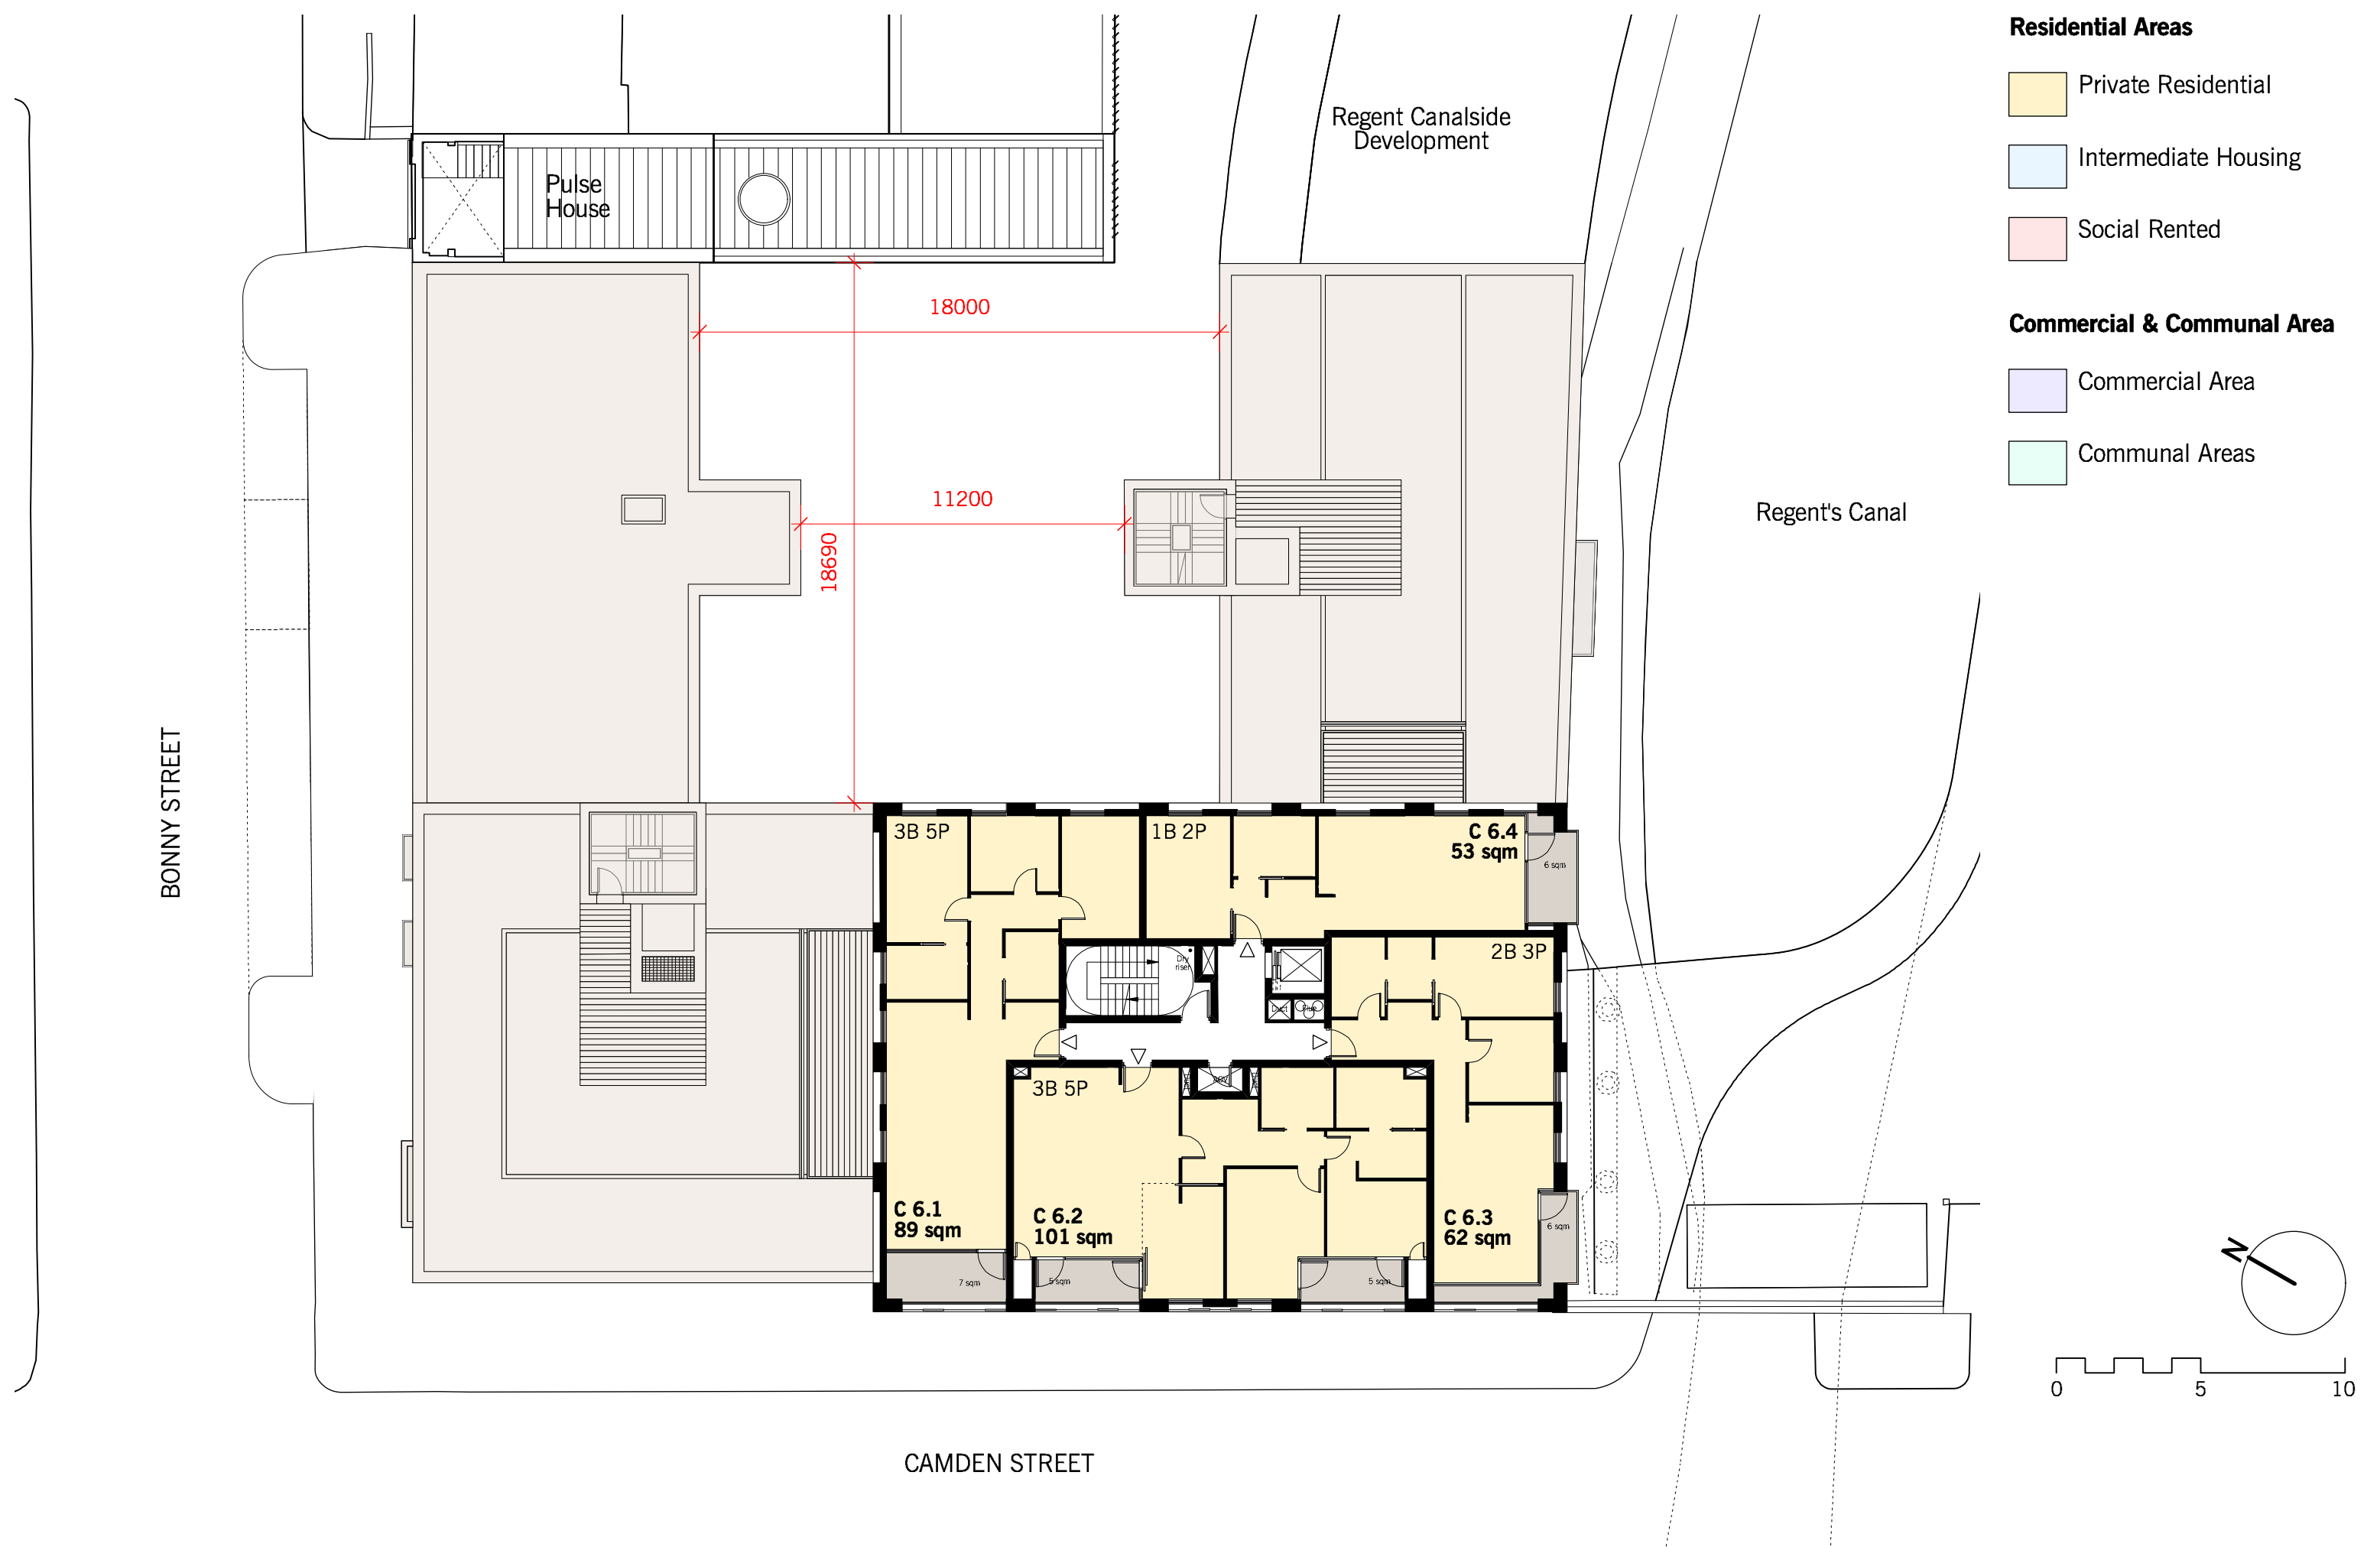 Residential Areas
Private Residential
Intermediate Housing
Social Rented
Commercial & Communal Area
Commercial Area
Communal Areas
Regent Canalside
Development
Pulse
House
18000
11200
18690
Regent's Canal
BONNY STREET
3B 5P
1B 2P
C 6.4
53 sqm
6 sqm
2B 3P
Dry
riser
Duct
3B 5P
C 6.1
89 sqm
C 6.2
101 sqm
C 6.3
62 sqm
6 sqm
7 sqm
5 sqm
5 sqm
N
0 5 10
CAMDEN STREET